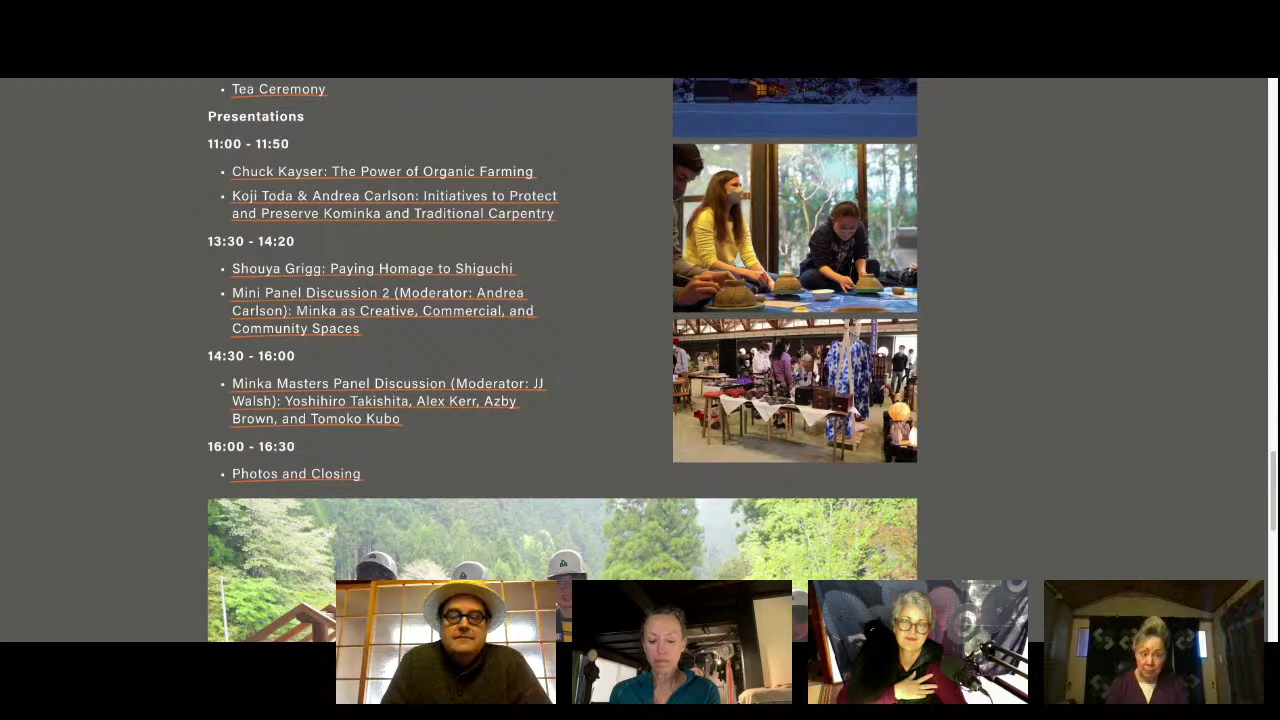 Tea Ceremony
Presentations
11:00 - 11:50
Chuck Kayser: The Power of Organic Farming
Koji Toda & Andrea Carlson: Initiatives to Protect
and Preserve Kominka and Traditional Carpentry
13:30 - 14:20
Shouya Grigg: Paying Homage to Shiguchi
Mini Panel Discussion 2 (Moderator: Andrea
Carlson): Minka as Creative, Commercial, and
Community Spaces
14:30 - 16:00
Minka Masters Panel Discussion (Moderator: JJ
Walsh): Yoshihiro Takishita, Alex Kerr, Azby
Brown, and Tomoko Kubo
16:00 - 16:30
Photos and Closing